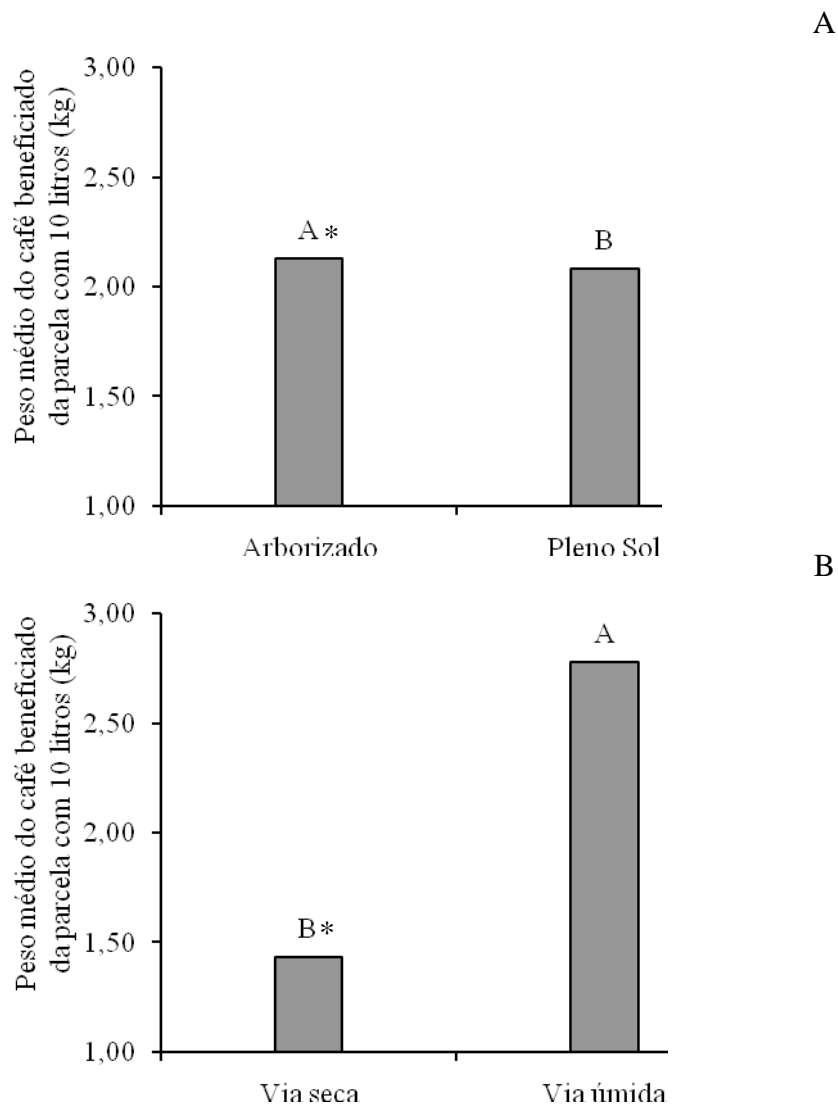 A
Peso médio do café beneficiado
da parcela com 10 litros (kg)
3,00
2,50
2,00
1,50
1,00
A *
B
Arborizado
Pleno Sol
B
Peso médio do café beneficiado
da parcela com 10 litros (kg)
3,00
2,50
2,00
1,50
1,00
B *
A
Via seca
Via úmida